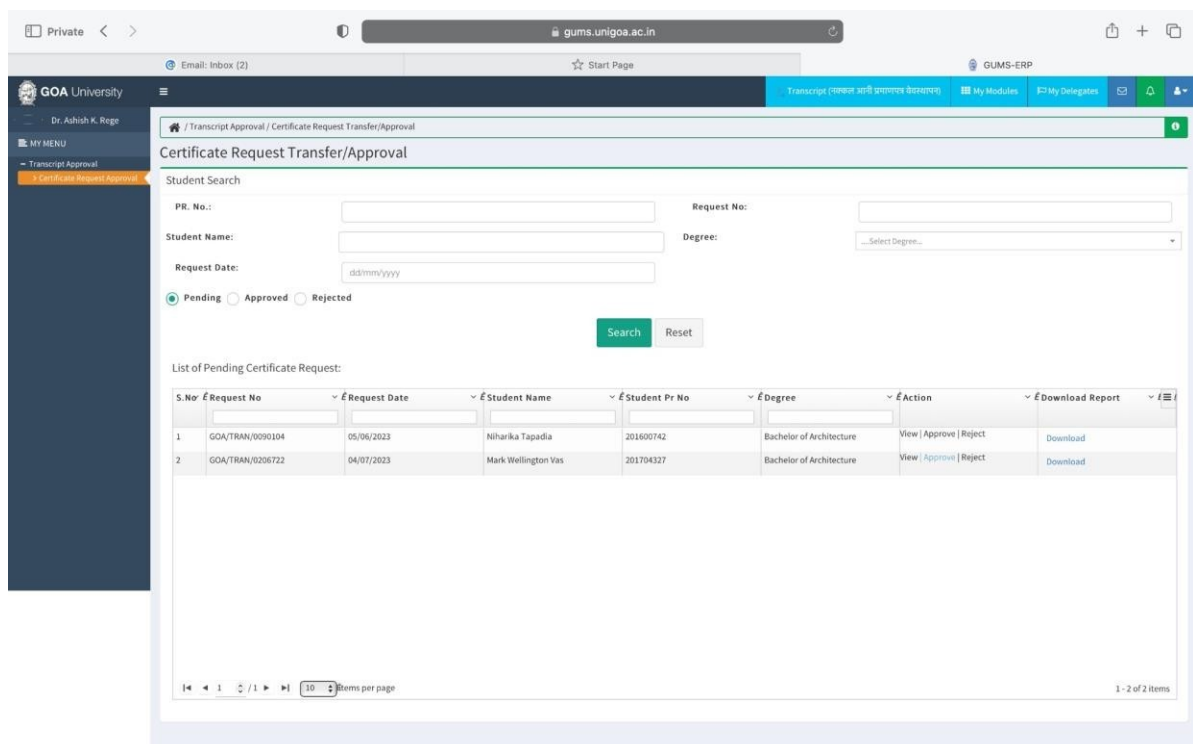 Private
gums.unigoa.ac.in
Email: Inbox (2)
Start Page
GUMS-ERP
GOA University
Transcript (नक्कल आनी प्रमाणपत्र वेवस्थापन)
My Modules
My Delegates
Dr. Ashish K. Rege
/ Transcript Approval / Certificate Request Transfer/Approval
MY MENU
Transcript Approval
Certificate Request Approval
Certificate Request Transfer/Approval
Student Search
PR. No.: Request No:
Student Name: Degree: ....Select Degree...
Request Date: dd/mm/yyyy
Pending Approved Rejected
Search Reset
List of Pending Certificate Request:
S.No Request No Request Date Student Name Student Pr No Degree Action Download Report
1 GOA/TRAN/0090104 05/06/2023 Niharika Tapadia 201600742 Bachelor of Architecture View | Approve | Reject Download
2 GOA/TRAN/0206722 04/07/2023 Mark Wellington Vas 201704327 Bachelor of Architecture View | Approve | Reject Download
1 / 1 10 items per page 1 - 2 of 2 items